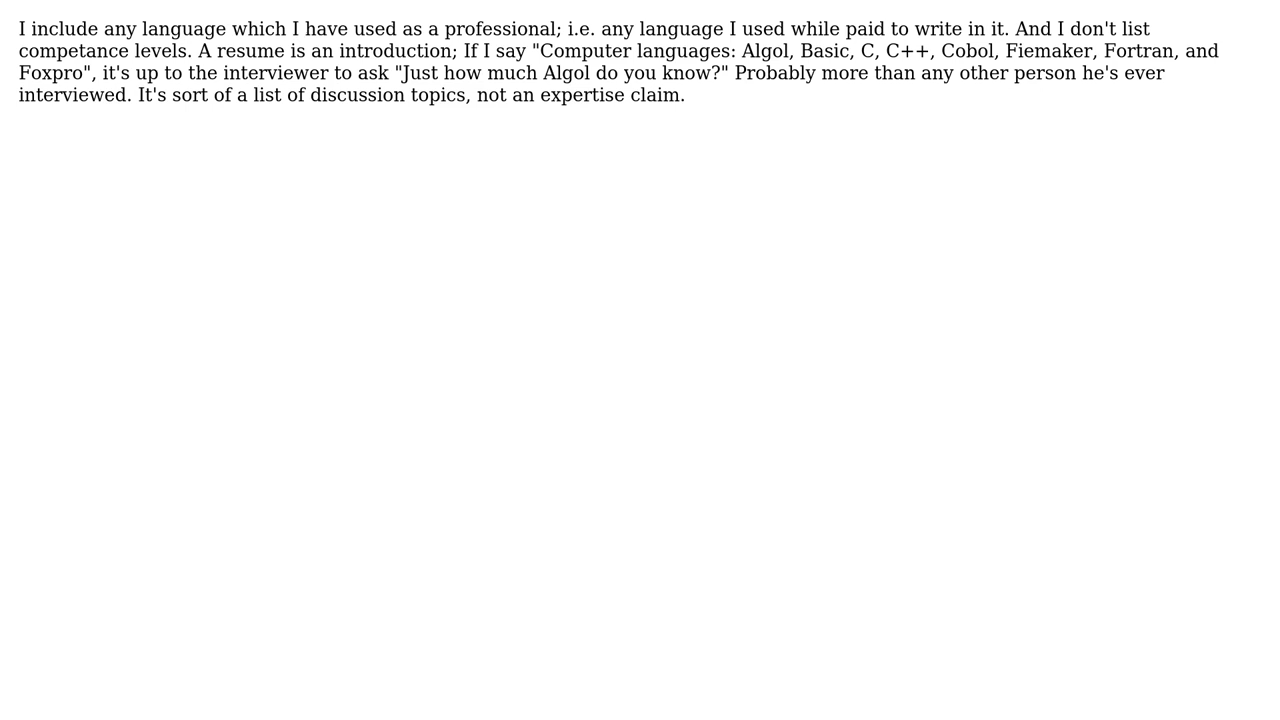 I include any language which I have used as a professional; i.e. any language I used while paid to write in it. And I don't list
competance levels. A resume is an introduction; If I say "Computer languages: Algol, Basic, C, C++, Cobol, Fiemaker, Fortran, and
Foxpro", it's up to the interviewer to ask "Just how much Algol do you know?" Probably more than any other person he's ever
interviewed. It's sort of a list of discussion topics, not an expertise claim.